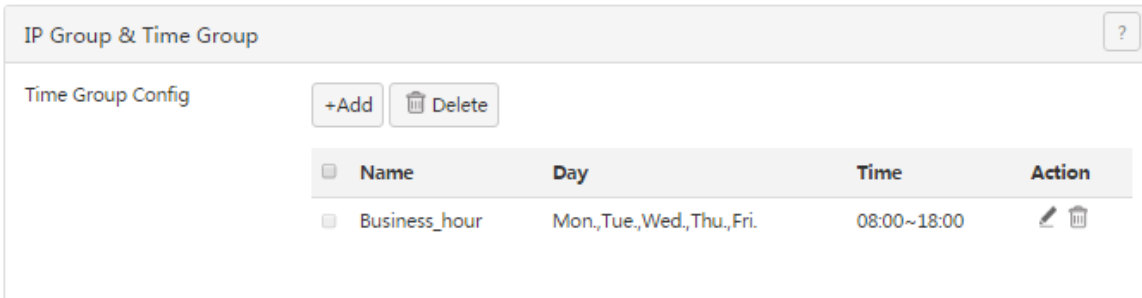 IP Group & Time Group ?
Time Group Config +Add Delete
Name Day Time Action
Business_hour Mon.,Tue.,Wed.,Thu.,Fri. 08:00~18:00